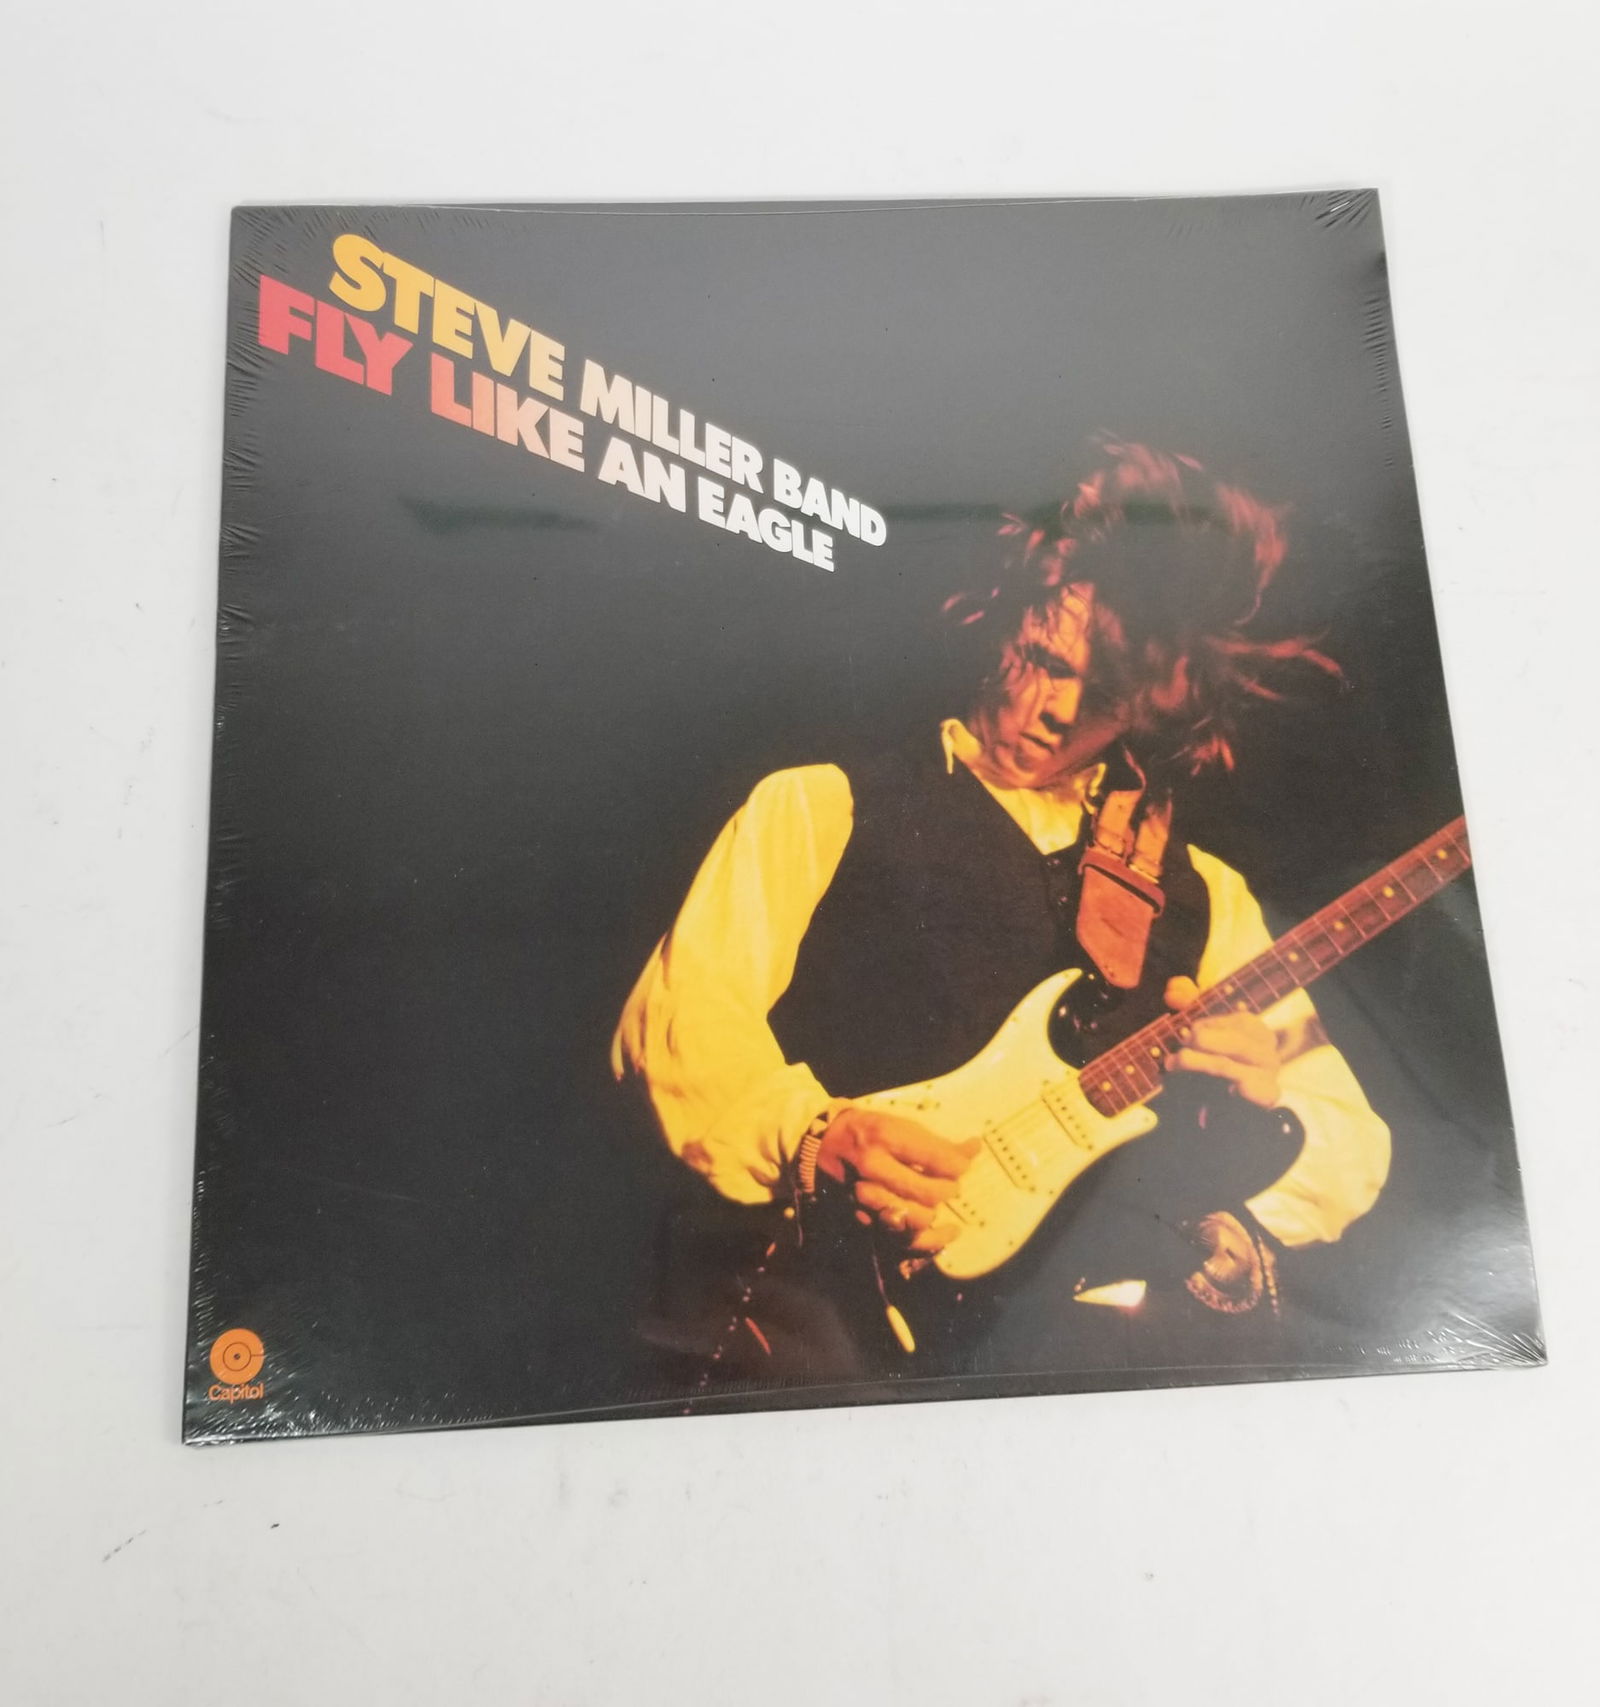 STEVE MILLER BAND
FLY LIKE AN EAGLE
Capitol